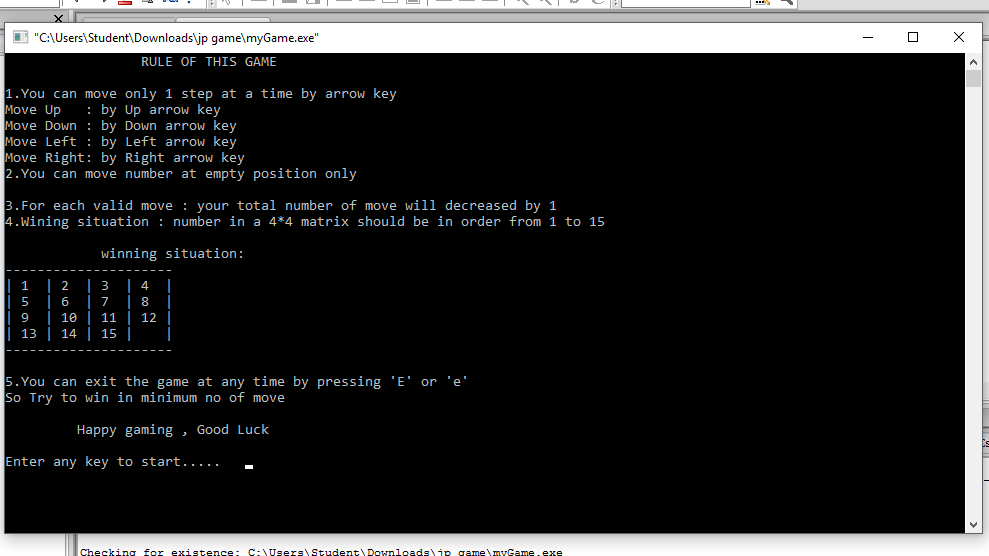 "C:\Users\Student\Downloads\jp game\myGame.exe"
RULE OF THIS GAME
1.You can move only 1 step at a time by arrow key
Move Up   : by Up arrow key
Move Down : by Down arrow key
Move Left : by Left arrow key
Move Right: by Right arrow key
2.You can move number at empty position only
3.For each valid move : your total number of move will decreased by 1
4.Wining situation : number in a 4*4 matrix should be in order from 1 to 15
winning situation:
---------------------
| 1  | 2  | 3  | 4  |
| 5  | 6  | 7  | 8  |
| 9  | 10 | 11 | 12 |
| 13 | 14 | 15 |    |
---------------------
5.You can exit the game at any time by pressing 'E' or 'e'
So Try to win in minimum no of move
Happy gaming , Good Luck
Enter any key to start.....
Checking for existence: C:\Users\Student\Downloads\jp game\myGame.exe